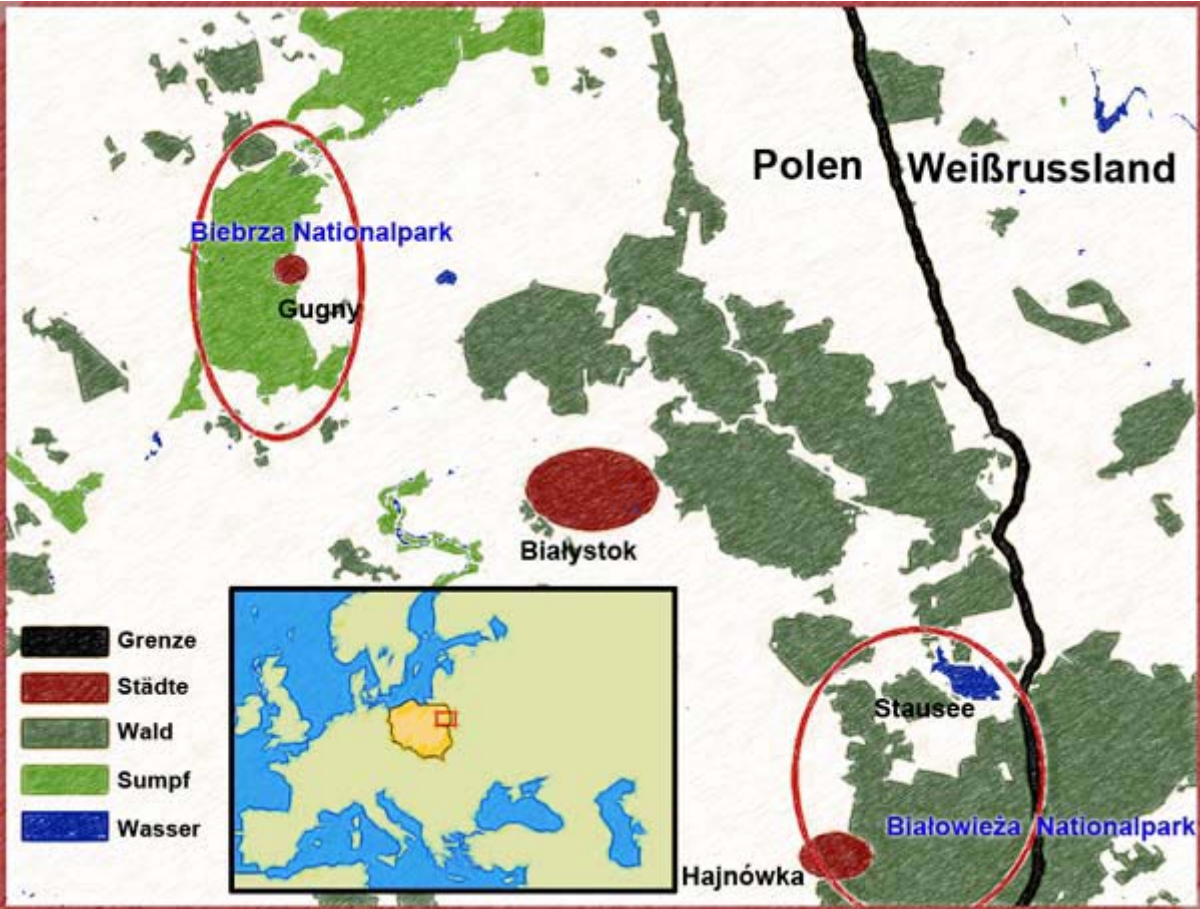 Polen Weißrussland
Biebrza Nationalpark
Gugny
Białystok
Grenze
Städte
Wald
Sumpf
Wasser
Stausee
Białowieża Nationalpark
Hajnówka